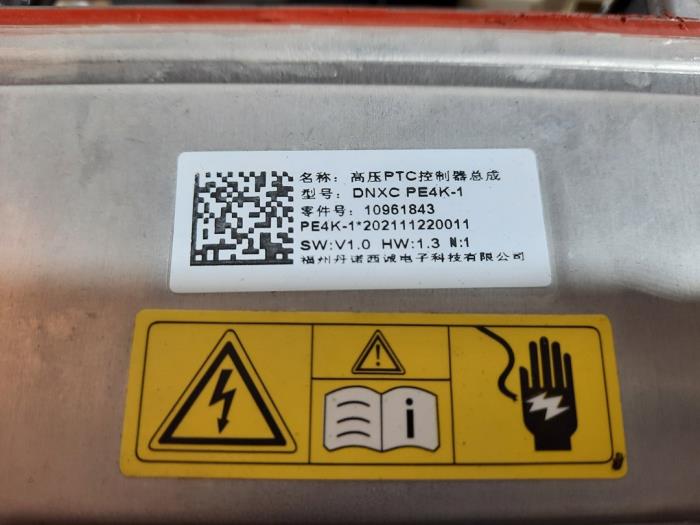 名称：高压PTC控制器总成
型号：DNXC PE4K-1
零件号：10961843
PE4K-1*202111220011
SW:V1.0 HW:1.3 N:1
福州丹诺西诚电子科技有限公司